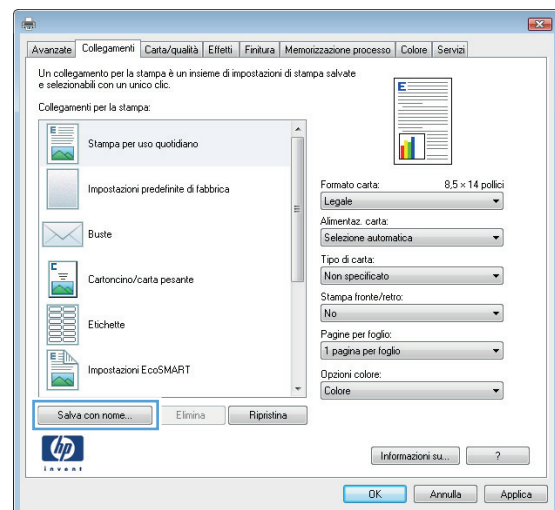 Avanzate Collegamenti Carta/qualità Effetti Finitura Memorizzazione processo Colore Servizi
Un collegamento per la stampa è un insieme di impostazioni di stampa salvate
e selezionabili con un unico clic.
Collegamenti per la stampa:
Stampa per uso quotidiano
Impostazioni predefinite di fabbrica
Buste
Cartoncino/carta pesante
Etichette
Impostazioni EcoSMART
Salva con nome... Elimina Ripristina
E
Formato carta: 8,5 × 14 pollici
Legale
Alimentaz. carta:
Selezione automatica
Tipo di carta:
Non specificato
Stampa fronte/retro:
No
Pagine per foglio:
1 pagina per foglio
Opzioni colore:
Colore
hp
invent
Informazioni su... ?
OK Annulla Applica